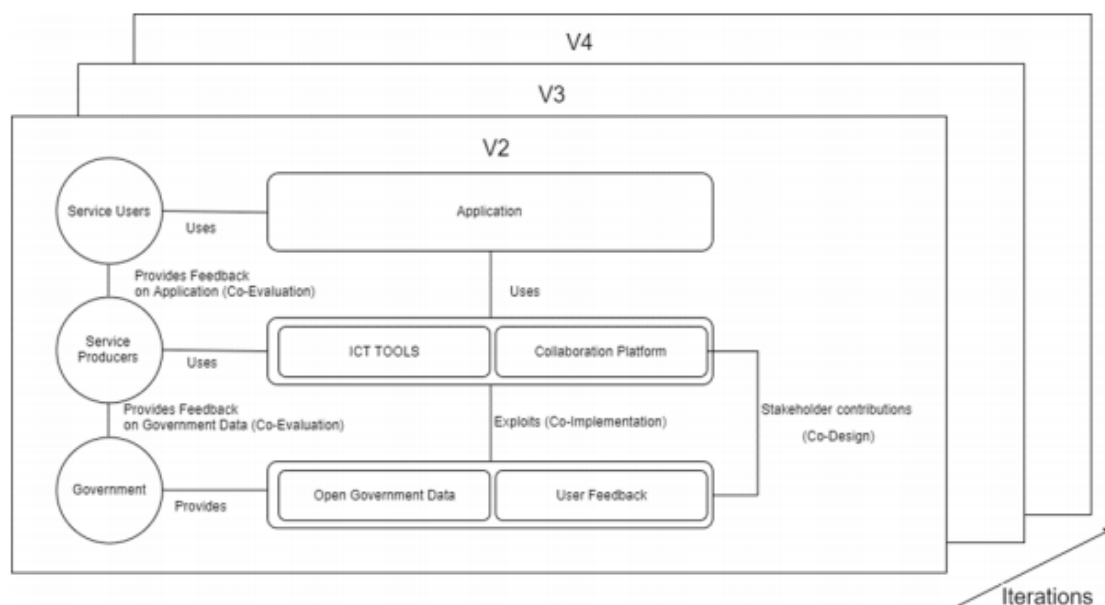 V4
V3
V2
Service Users
Uses
Application
Provides Feedback
on Application (Co-Evaluation)
Uses
Service
Producers
Uses
ICT TOOLS
Collaboration Platform
Provides Feedback
on Government Data (Co-Evaluation)
Exploits (Co-Implementation)
Stakeholder contributions
(Co-Design)
Government
Provides
Open Government Data
User Feedback
Iterations